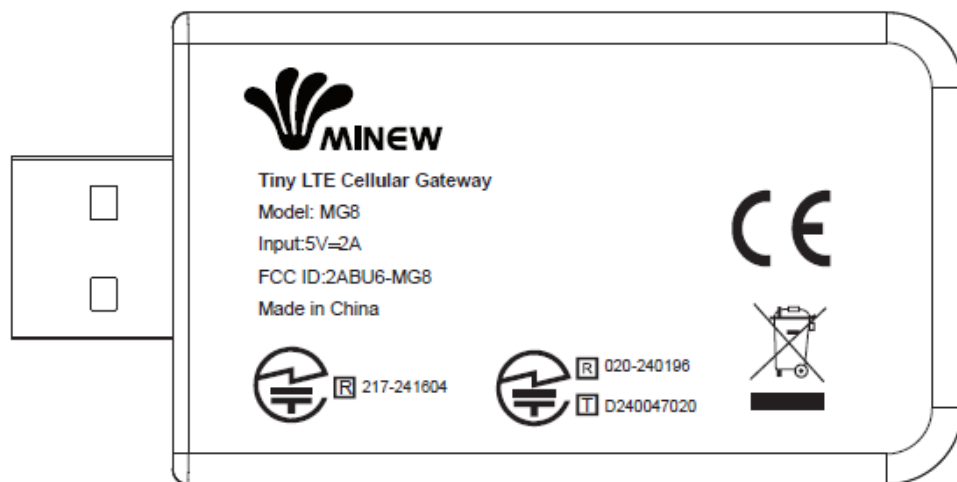 MINEW
Tiny LTE Cellular Gateway
Model: MG8
Input:5V⎓2A
FCC ID:2ABU6-MG8
Made in China
CE
R 217-241604
R 020-240196
T D240047020